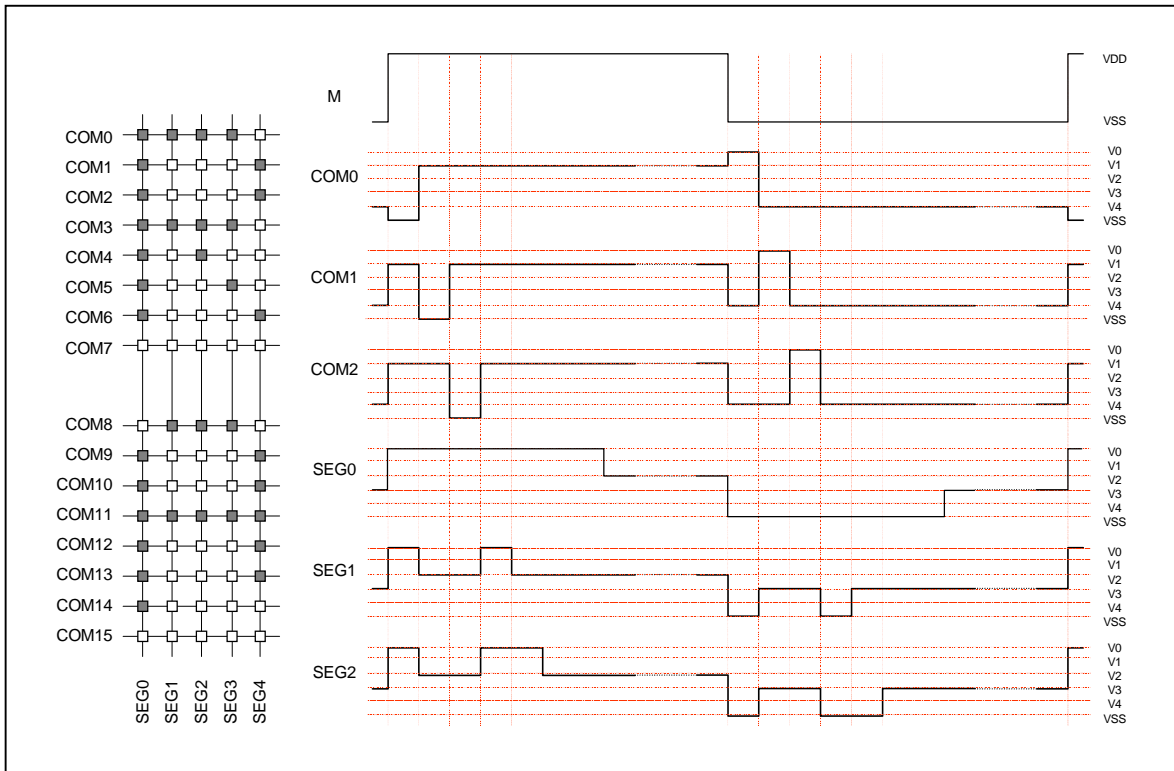 COM0
COM1
COM2
COM3
COM4
COM5
COM6
COM7
COM8
COM9
COM10
COM11
COM12
COM13
COM14
COM15
SEG0
SEG1
SEG2
SEG3
SEG4
M
VDD
VSS
COM0
V0
V1
V2
V3
V4
VSS
COM1
V0
V1
V2
V3
V4
VSS
COM2
V0
V1
V2
V3
V4
VSS
SEG0
V0
V1
V2
V3
V4
VSS
SEG1
V0
V1
V2
V3
V4
VSS
SEG2
V0
V1
V2
V3
V4
VSS